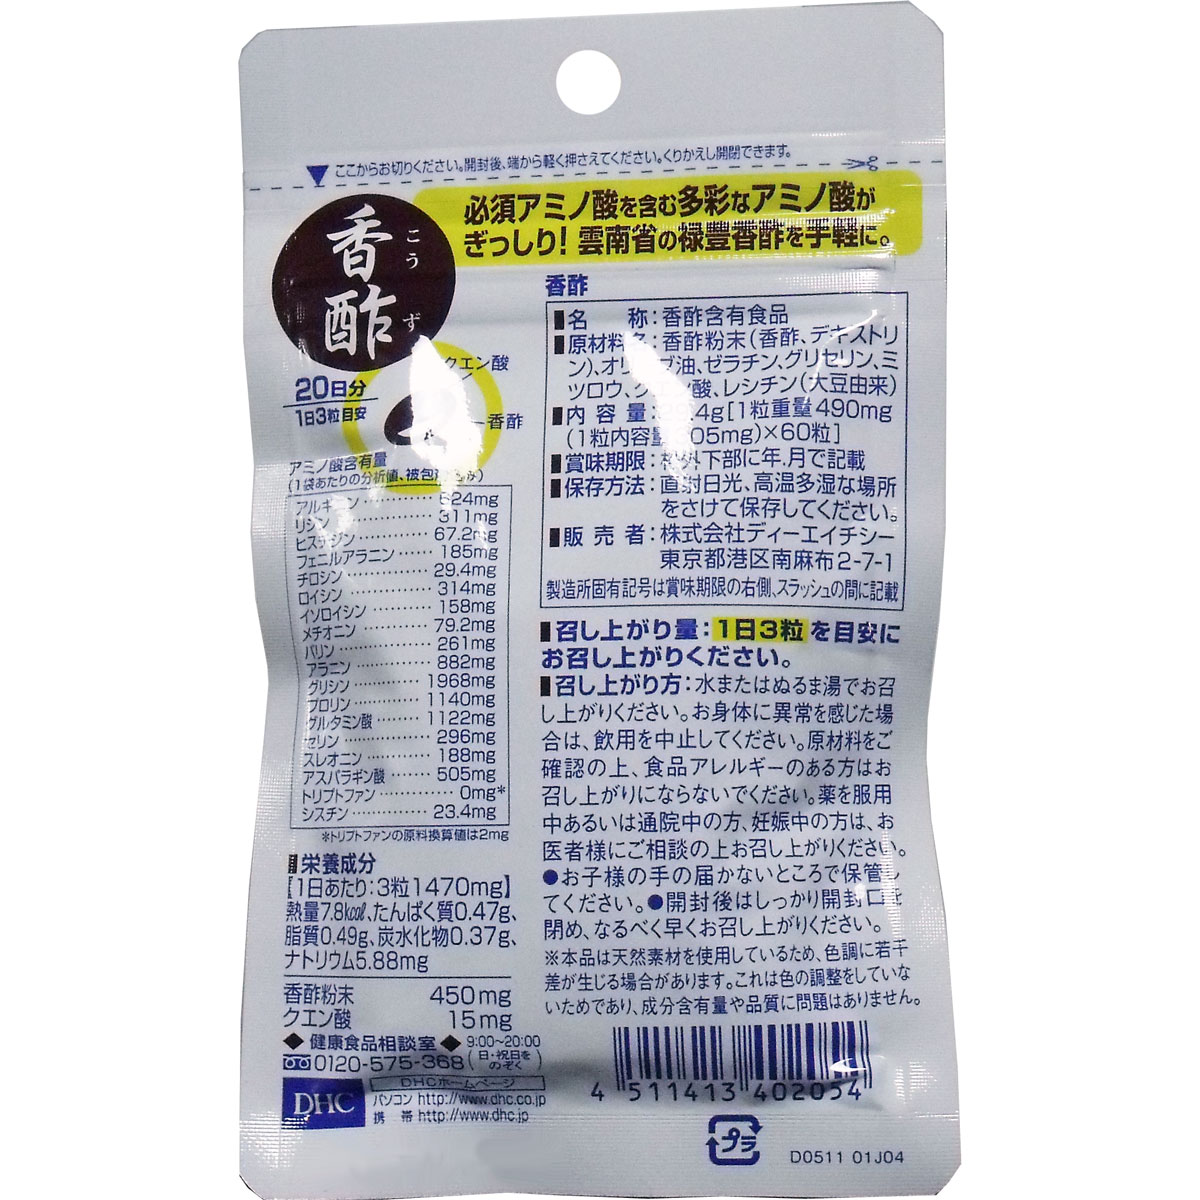 ここからお切りください。開封後、端から軽く押さえてください。くりかえし開閉できます。
必須アミノ酸を含む多彩なアミノ酸が
ぎっしり! 雲南省の禄豊香酢を手軽に。
香酢
こうず
20日分
1日3粒目安
クエン酸
香酢
アミノ酸含有量
(1袋あたりの分析値、被包
アルギニン 524mg
リシン 311mg
ヒスチジン 67.2mg
フェニルアラニン 185mg
チロシン 29.4mg
ロイシン 314mg
イソロイシン 158mg
メチオニン 79.2mg
バリン 261mg
アラニン 882mg
グリシン 1968mg
プロリン 1140mg
グルタミン酸 1122mg
セリン 296mg
スレオニン 188mg
アスパラギン酸 505mg
トリプトファン 0mg*
シスチン 23.4mg
*トリプトファンの原料換算値は2mg
栄養成分
[1日あたり:3粒1470mg]
熱量7.8kcal、たんぱく質0.47g、
脂質0.49g、炭水化物0.37g、
ナトリウム5.88mg
香酢粉末 450mg
クエン酸 15mg
◆健康食品相談室◆ 9:00~20:00
0120-575-368 (日・祝日をのぞく)
DHC
DHCホームページ
パソコン http://www.dhc.co.jp
携帯 http://www.dhc.jp
香酢
名称:香酢含有食品
原材料名:香酢粉末(香酢、デキストリ
ン)、オリーブ油、ゼラチン、グリセリン、ミ
ツロウ、クエン酸、レシチン(大豆由来)
内容量:29.4g[1粒重量490mg
(1粒内容量305mg)×60粒]
賞味期限:枠外下部に年.月で記載
保存方法:直射日光、高温多湿な場所
をさけて保存してください。
販売者:株式会社ディーエイチシー
東京都港区南麻布2-7-1
製造所固有記号は賞味期限の右側、スラッシュの間に記載
召し上がり量:1日3粒を目安に
お召し上がりください。
召し上がり方:水またはぬるま湯でお召
し上がりください。お身体に異常を感じた場
合は、飲用を中止してください。原材料をご
確認の上、食品アレルギーのある方はお
召し上がりにならないでください。薬を服用
中あるいは通院中の方、妊娠中の方は、お
医者様にご相談の上お召し上がりください。
●お子様の手の届かないところで保管し
てください。●開封後はしっかり開封口を
閉め、なるべく早くお召し上がりください。
※本品は天然素材を使用しているため、色調に若干
差が生じる場合があります。これは色の調整をしていな
いためであり、成分含有量や品質に問題はありません。
4 511413 402054
プラ
D0511 01J04